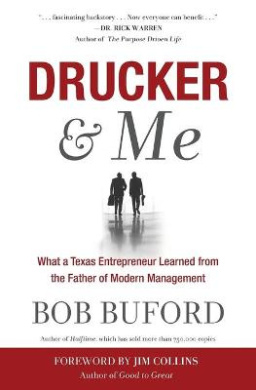 ". . . fascinating backstory . . . Now everyone can benefit . . ."
—DR. RICK WARREN
Author of The Purpose Driven Life
DRUCKER
& Me
What a Texas Entrepreneur Learned from
the Father of Modern Management
BOB BUFORD
Author of Halftime, which has sold more than 750,000 copies
FOREWORD BY JIM COLLINS
Author of Good to Great